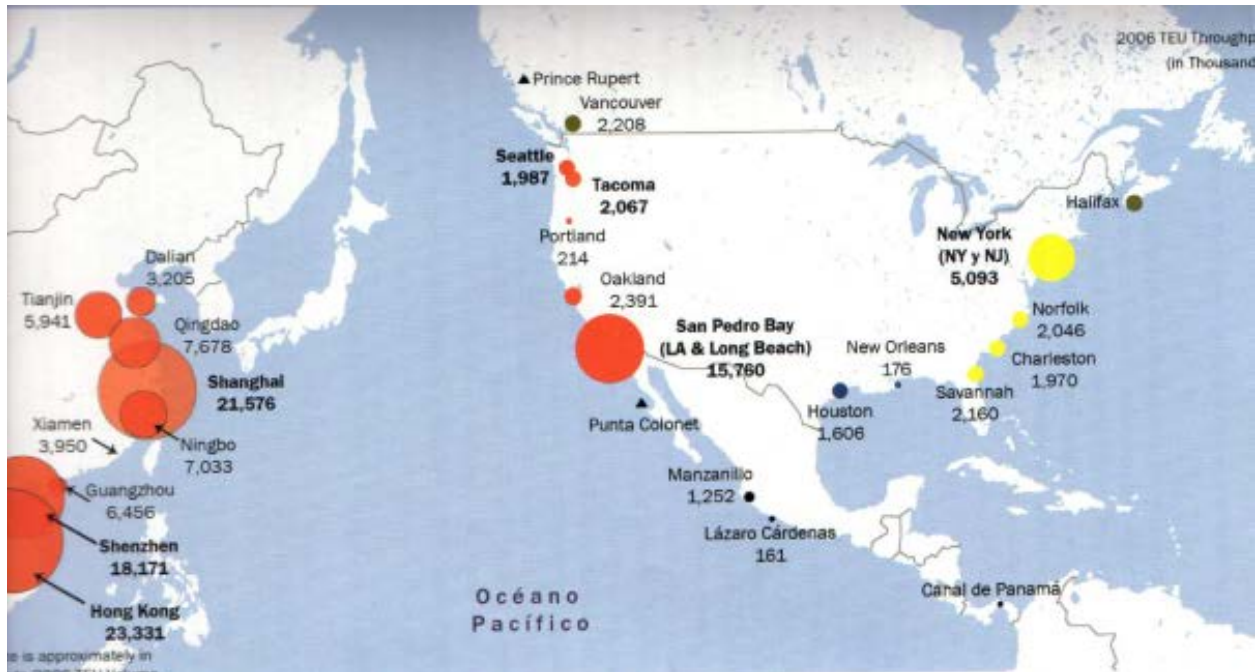 2006 TEU Throughp
(in Thousand
Prince Rupert
Vancouver
2,208
Seattle
1,987
Tacoma
2,067
Portland
214
Oakland
2,391
San Pedro Bay
(LA & Long Beach)
15,760
Punta Colonet
New Orleans
176
Houston
1,606
Halifax
New York
(NY y NJ)
5,093
Norfolk
2,046
Charleston
1,970
Savannah
2,160
Manzanillo
1,252
Lázaro Cárdenas
161
Canal de Panamá
Dalian
3,205
Tianjin
5,941
Qingdao
7,678
Shanghai
21,576
Xiamen
3,950
Ningbo
7,033
Guangzhou
6,456
Shenzhen
18,171
Hong Kong
23,331
Océano
Pacífico
is approximately in